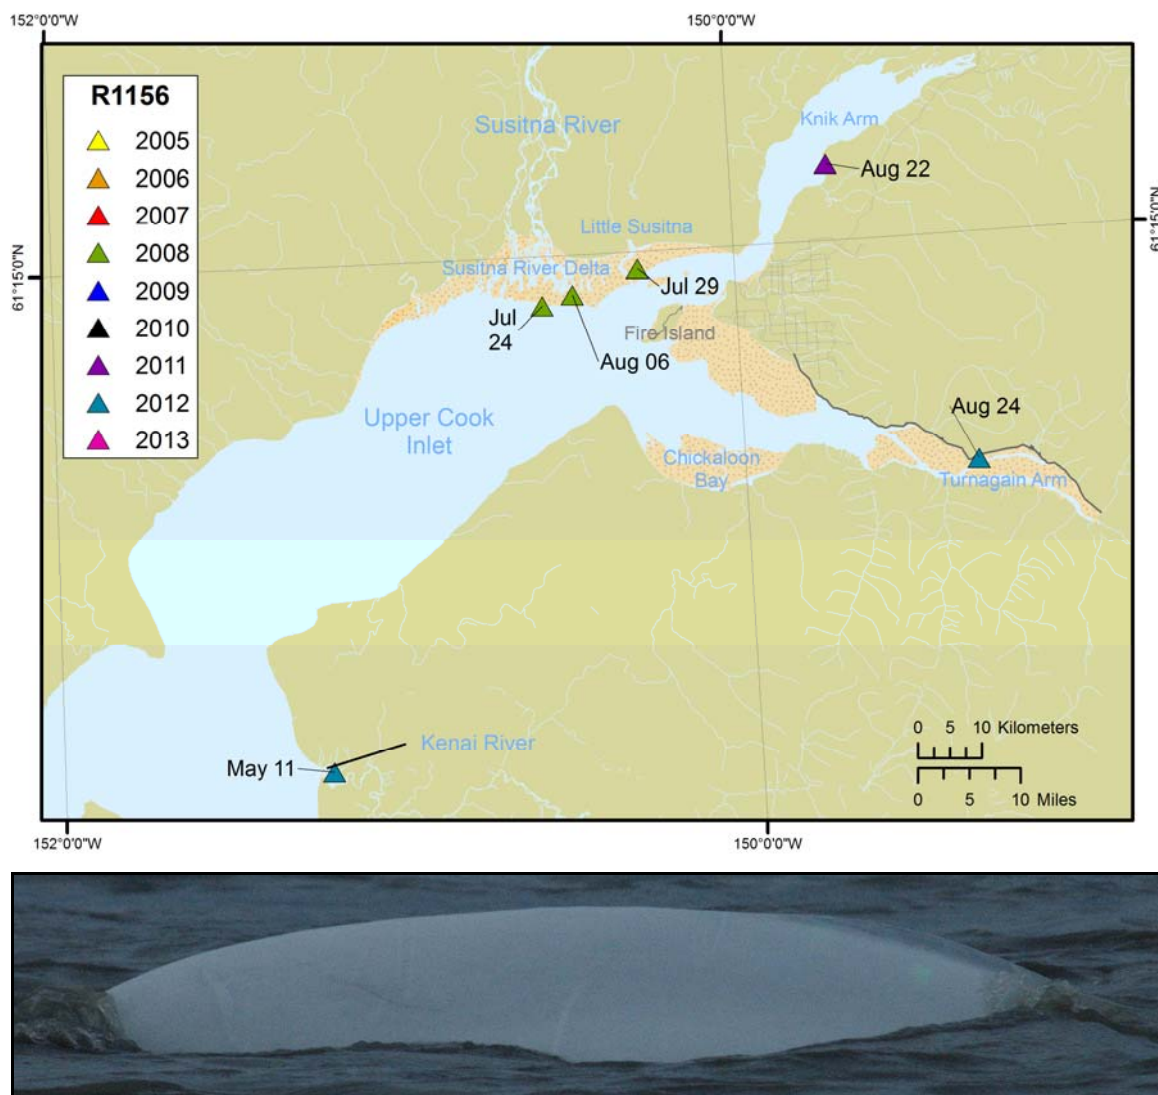 152°0'0"W
150°0'0"W
R1156
2005
2006
2007
2008
2009
2010
2011
2012
2013
Susitna River
Knik Arm
Aug 22
61°15'0"N
Little Susitna
61°15'0"N
Susitna River Delta
Jul 29
Jul
24
Fire Island
Aug 06
Upper Cook
Inlet
Aug 24
Chickaloon
Bay
Turnagain Arm
Kenai River
May 11
0 5 10 Kilometers
0 5 10 Miles
152°0'0"W
150°0'0"W